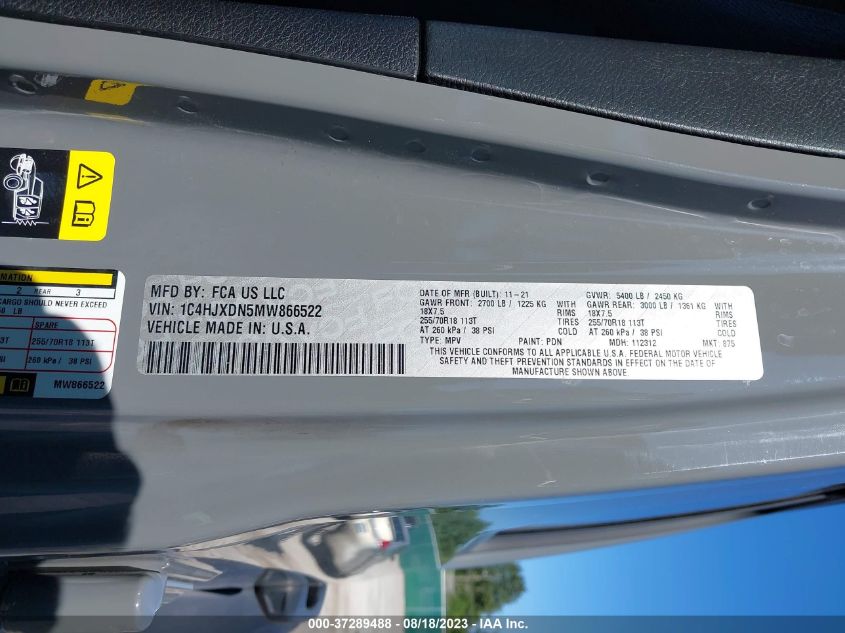 MATION
2 REAR 3
CARGO SHOULD NEVER EXCEED
LB
SPARE
3T 255/70R18 113T
PSI 260 kPa / 38 PSI
MW866522
MFD BY: FCA US LLC
VIN: 1C4HJXDN5MW866522
VEHICLE MADE IN U.S.A.
DATE OF MFR (BUILT): 11-21 GVWR: 5400 LB / 2450 KG
GAWR FRONT: 2700 LB / 1225 KG WITH GAWR REAR: 3000 LB / 1361 KG WITH
18X7.5 RIMS 18X7.5 RIMS
255/70R18 113T TIRES 255/70R18 113T TIRES
AT 260 kPa / 38 PSI COLD AT 260 kPa / 38 PSI COLD
TYPE: MPV PAINT: PDN MDH: 112312 MKT: 875
THIS VEHICLE CONFORMS TO ALL APPLICABLE U.S.A. FEDERAL MOTOR VEHICLE
SAFETY AND THEFT PREVENTION STANDARDS IN EFFECT ON THE DATE OF
MANUFACTURE SHOWN ABOVE.
000-37289488 - 08/18/2023 - IAA Inc.